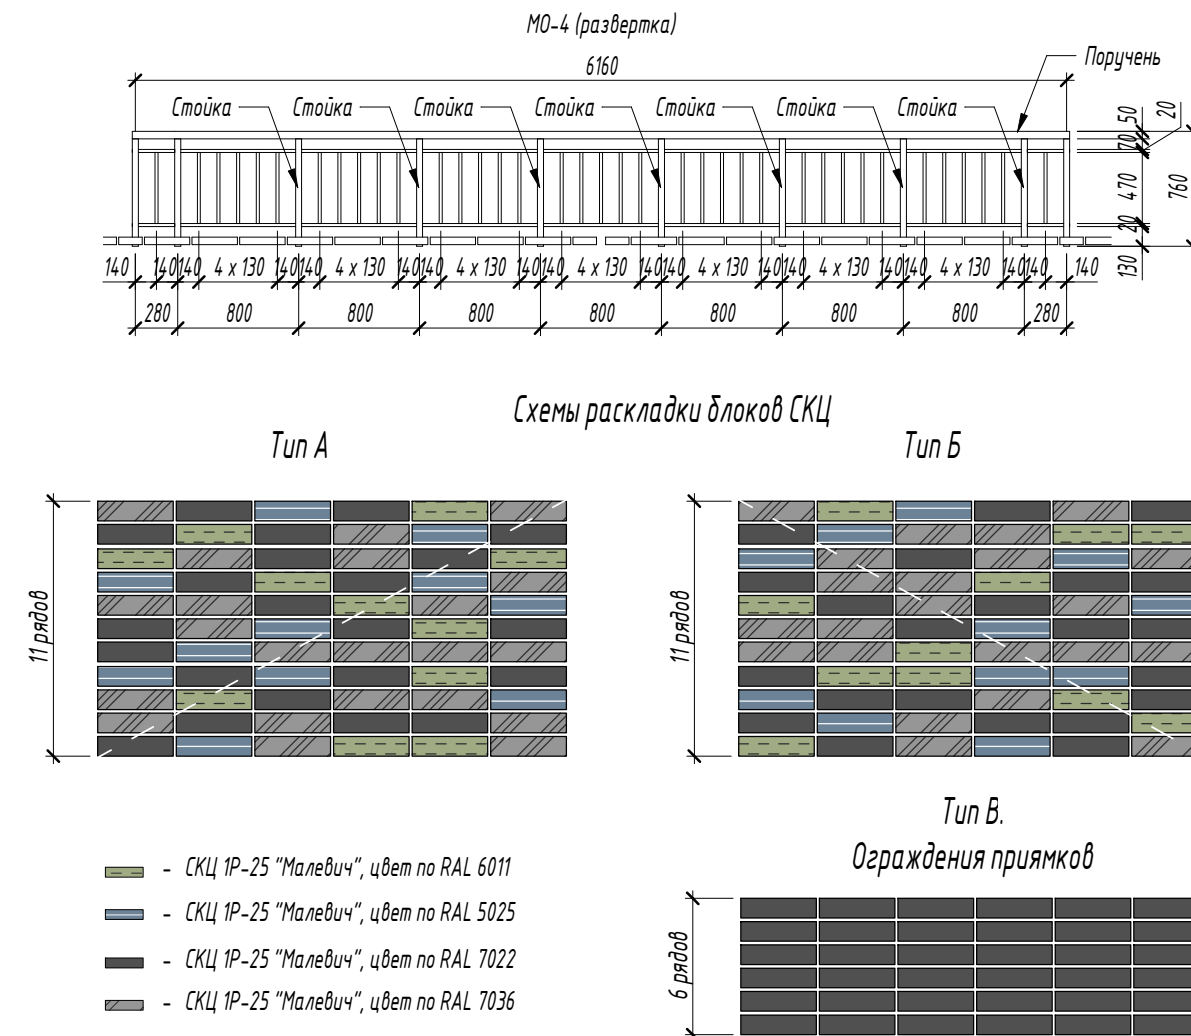 МО-4 (развертка)
6160
Поручень
Стойка Стойка Стойка Стойка Стойка Стойка Стойка
50 20
70
470 760
20
130
140 140 140 4 x 130 140 140 4 x 130 140 140 4 x 130 140 140 4 x 130 140 140 4 x 130 140 140 4 x 130 140 140 4 x 130 140 140 140
280 800 800 800 800 800 800 800 280
Схемы раскладки блоков СКЦ
Тип А Тип Б
11 рядов 11 рядов
Тип В.
Ограждения приямков
6 рядов
- СКЦ 1Р-25 "Малевич", цвет по RAL 6011
- СКЦ 1Р-25 "Малевич", цвет по RAL 5025
- СКЦ 1Р-25 "Малевич", цвет по RAL 7022
- СКЦ 1Р-25 "Малевич", цвет по RAL 7036